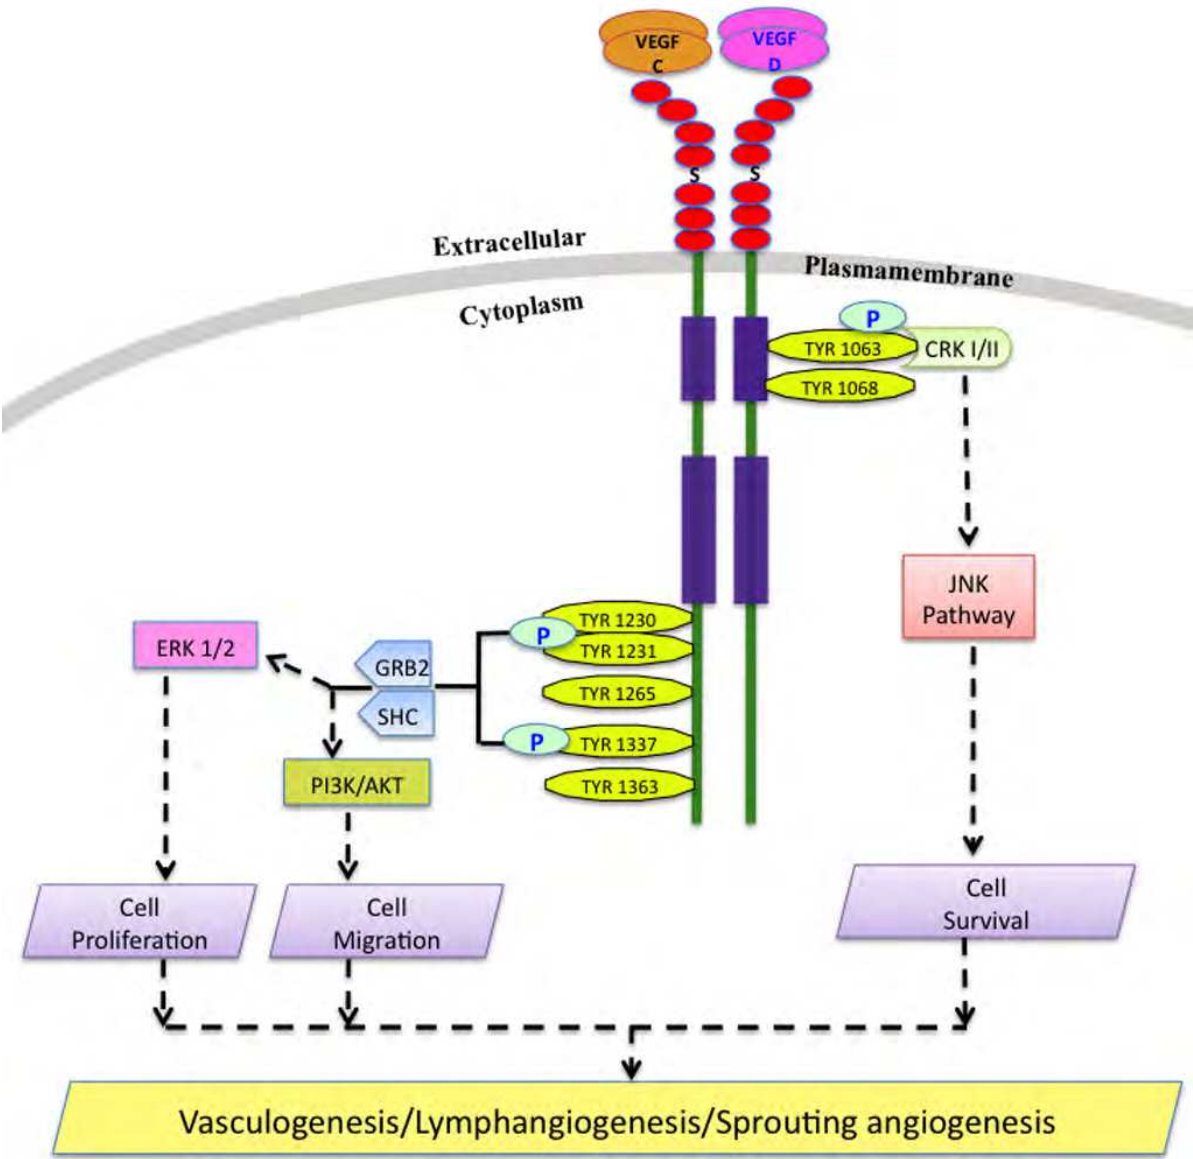 VEGF
C
VEGF
D
S
S
Extracellular
Plasmamembrane
Cytoplasm
P
TYR 1063
CRK I/II
TYR 1068
JNK
Pathway
TYR 1230
P
TYR 1231
ERK 1/2
GRB2
TYR 1265
SHC
P
TYR 1337
PI3K/AKT
TYR 1363
Cell
Proliferation
Cell
Migration
Cell
Survival
Vasculogenesis/Lymphangiogenesis/Sprouting angiogenesis